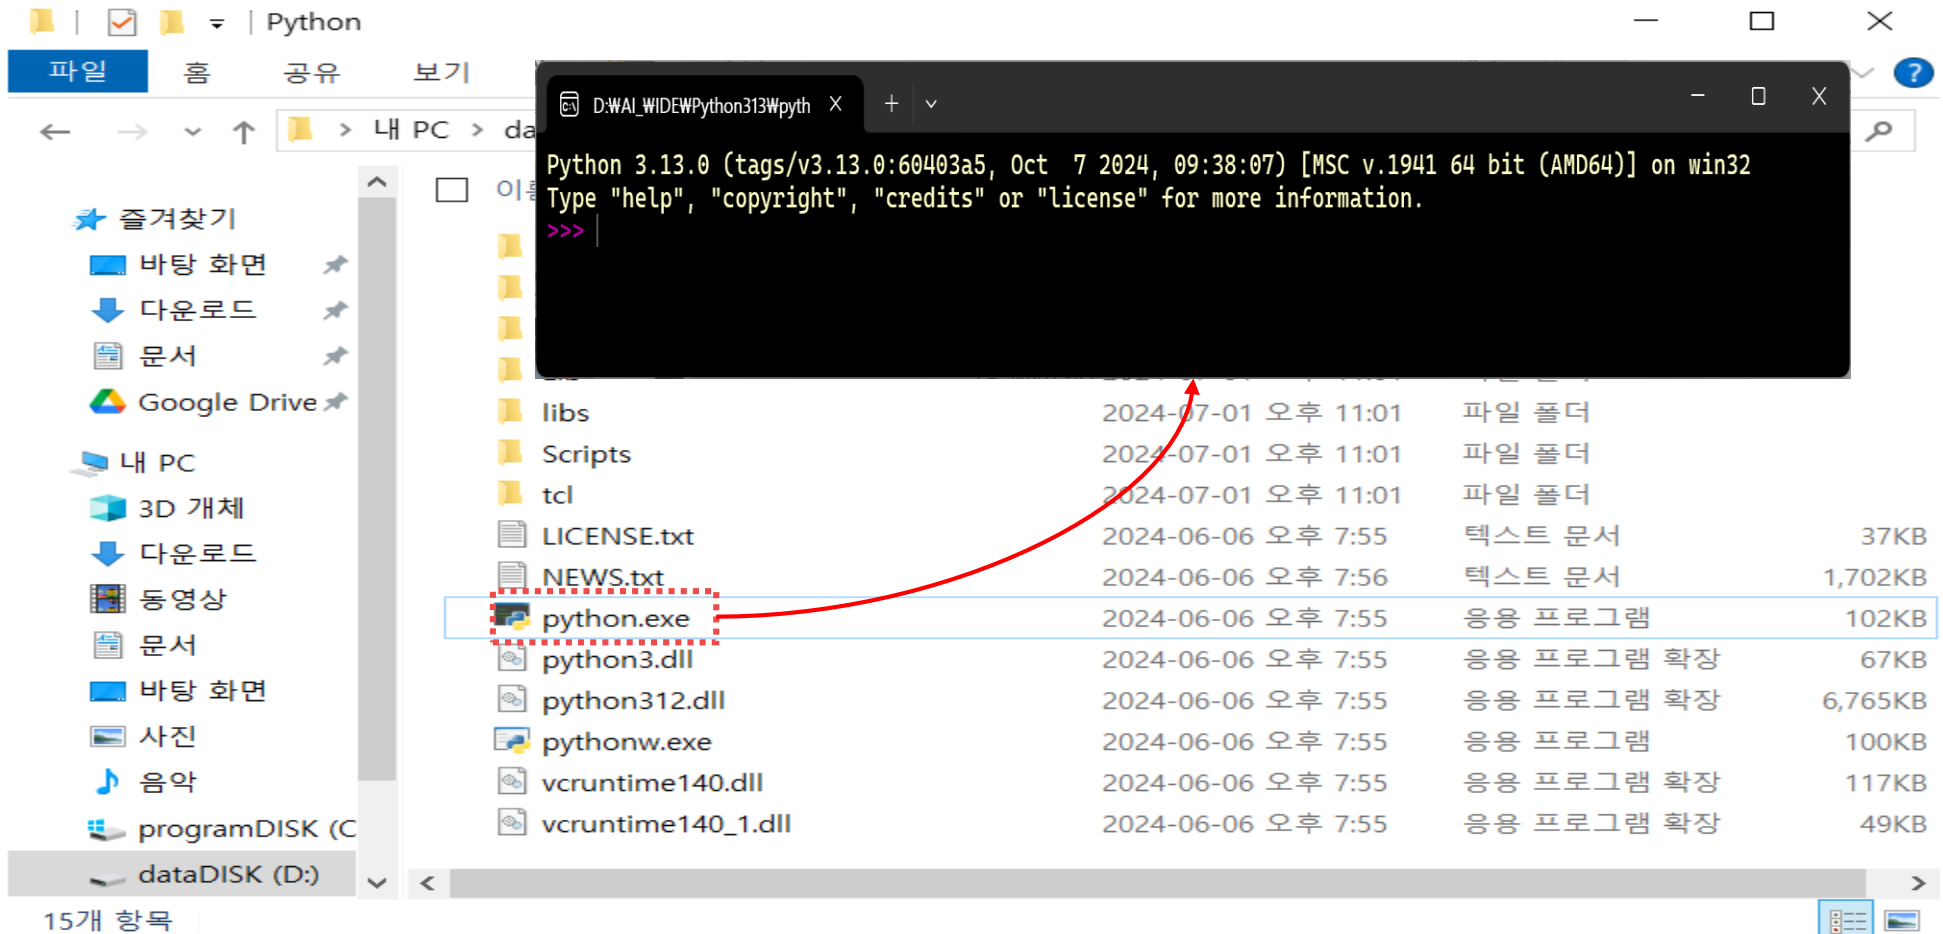 Python
파일 홈 공유 보기
내 PC
D:₩AI_₩IDE₩Python313₩pyth
Python 3.13.0 (tags/v3.13.0:60403a5, Oct  7 2024, 09:38:07) [MSC v.1941 64 bit (AMD64)] on win32
Type "help", "copyright", "credits" or "license" for more information.
>>>
즐겨찾기
바탕 화면
다운로드
문서
Google Drive
내 PC
3D 개체
다운로드
동영상
문서
바탕 화면
사진
음악
programDISK (C
dataDISK (D:)
libs 2024-07-01 오후 11:01 파일 폴더
Scripts 2024-07-01 오후 11:01 파일 폴더
tcl 2024-07-01 오후 11:01 파일 폴더
LICENSE.txt 2024-06-06 오후 7:55 텍스트 문서 37KB
NEWS.txt 2024-06-06 오후 7:56 텍스트 문서 1,702KB
python.exe 2024-06-06 오후 7:55 응용 프로그램 102KB
python3.dll 2024-06-06 오후 7:55 응용 프로그램 확장 67KB
python312.dll 2024-06-06 오후 7:55 응용 프로그램 확장 6,765KB
pythonw.exe 2024-06-06 오후 7:55 응용 프로그램 100KB
vcruntime140.dll 2024-06-06 오후 7:55 응용 프로그램 확장 117KB
vcruntime140_1.dll 2024-06-06 오후 7:55 응용 프로그램 확장 49KB
15개 항목